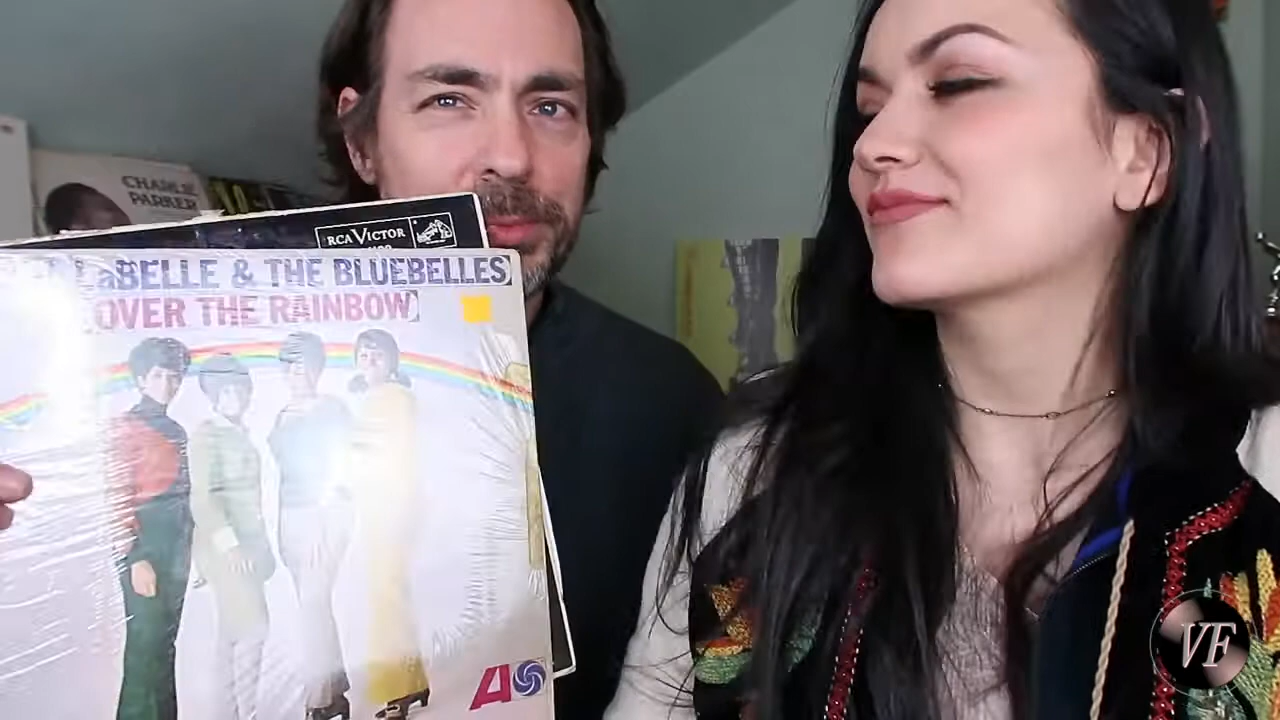 CHARLIE
PARKER
RCA VICTOR
LaBELLE & THE BLUEBELLES
OVER THE RAINBOW
A
VF